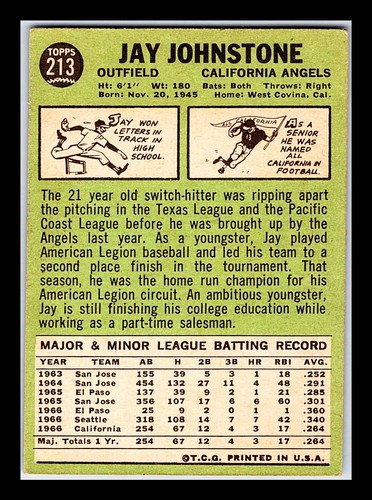 TOPPS
213
JAY JOHNSTONE
OUTFIELD CALIFORNIA ANGELS
Ht: 6'1" Wt: 180 Bats: Both Throws: Right
Born: Nov. 20, 1945 Home: West Covina, Cal.
JAY WON
LETTERS IN
TRACK IN
HIGH
SCHOOL.
CALIFORNIA
AS A
SENIOR
HE WAS
NAMED
ALL
CALIFORNIA IN
FOOTBALL.
The 21 year old switch-hitter was ripping apart
the pitching in the Texas League and the Pacific
Coast League before he was brought up by the
Angels last year. As a youngster, Jay played
American Legion baseball and led his team to a
second place finish in the tournament. That
season, he was the home run champion for his
American Legion circuit. An ambitious youngster,
Jay is still finishing his college education while
working as a part-time salesman.
MAJOR & MINOR LEAGUE BATTING RECORD
YEAR TEAM AB H 2B 3B HR RBI AVG.
1963 San Jose 155 39 5 3 1 18 .252
1964 San Jose 454 132 27 11 4 48 .291
1965 El Paso 137 39 9 2 1 21 .285
1965 San Jose 356 107 17 6 6 60 .301
1966 El Paso 25 9 2 0 1 1 .360
1966 Seattle 318 108 14 7 7 42 .340
1966 California 254 67 12 4 3 17 .264
Maj. Totals 1 Yr. 254 67 12 4 3 17 .264
©T.C.G. PRINTED IN U.S.A.